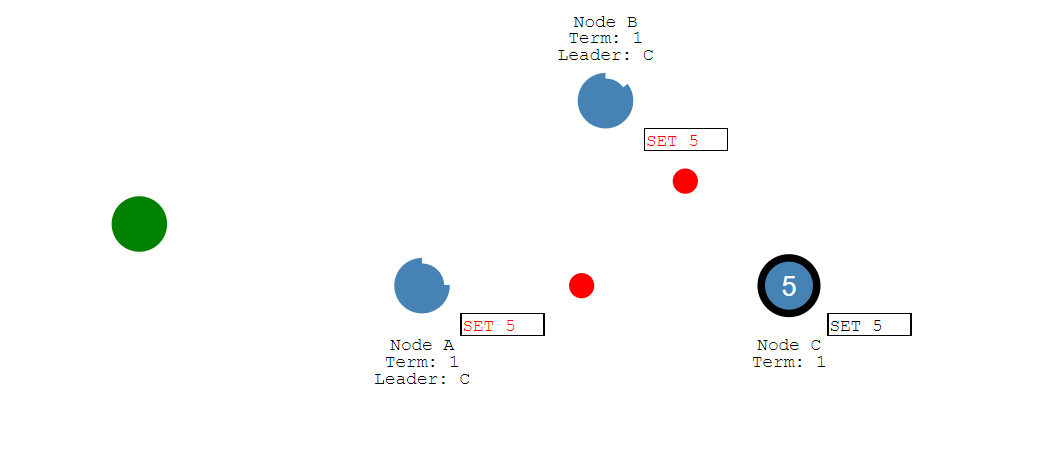 Node B
Term: 1
Leader: C
SET 5
5
SET 5
SET 5
Node A
Term: 1
Leader: C
Node C
Term: 1